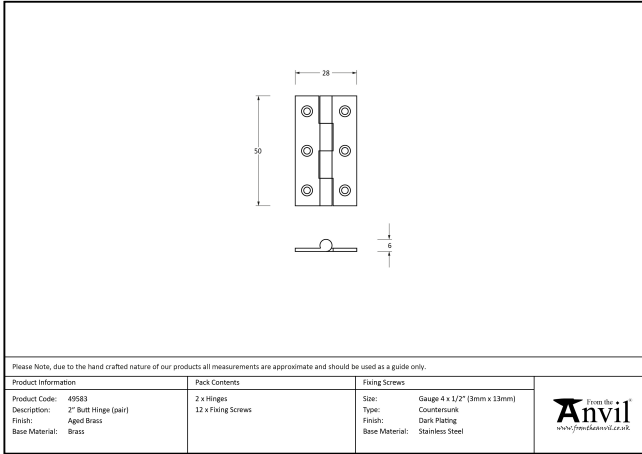 28
50
6
Please Note, due to the hand crafted nature of our products all measurements are approximate and should be used as a guide only.
Product Information
Product Code: 49583
Description: 2" Butt Hinge (pair)
Finish: Aged Brass
Base Material: Brass
Pack Contents
2 x Hinges
12 x Fixing Screws
Fixing Screws
Size: Gauge 4 x 1/2" (3mm x 13mm)
Type: Countersunk
Finish: Dark Plating
Base Material: Stainless Steel
From the
Anvil®
www.fromtheanvil.co.uk